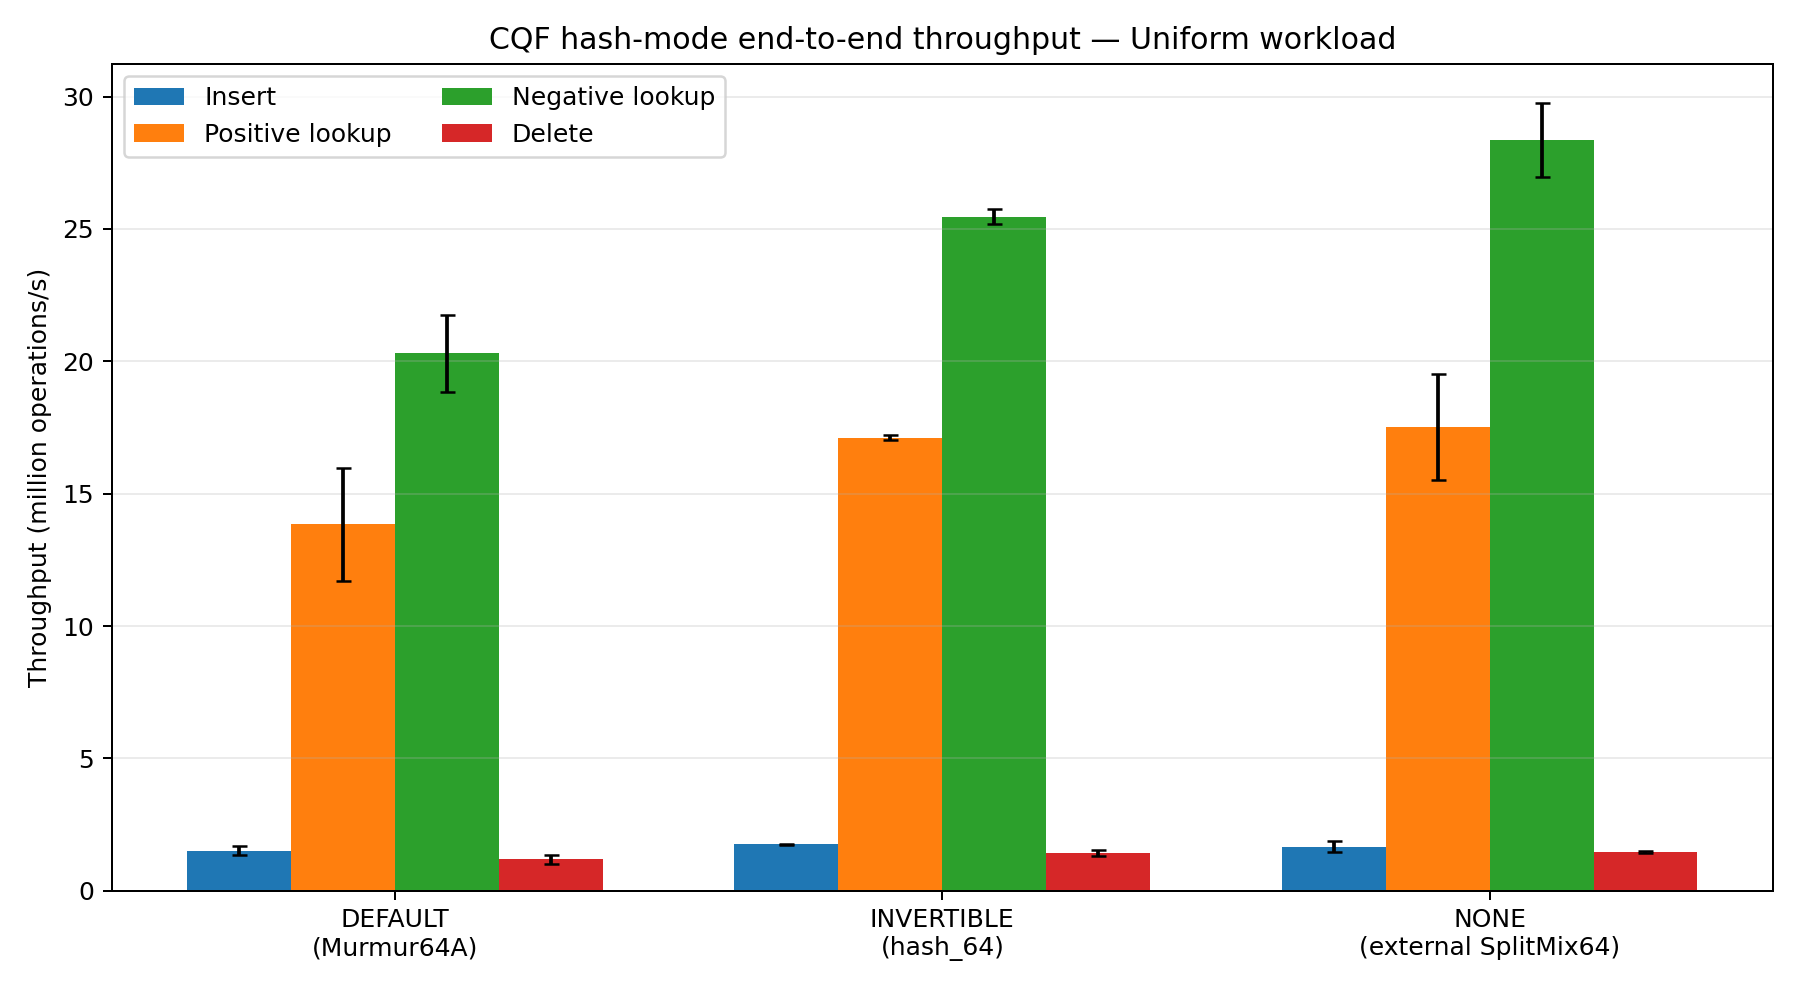 CQF hash-mode end-to-end throughput — Uniform workload
Insert
Positive lookup
Negative lookup
Delete
Throughput (million operations/s)
30
25
20
15
10
5
0
DEFAULT
(Murmur64A)
INVERTIBLE
(hash_64)
NONE
(external SplitMix64)